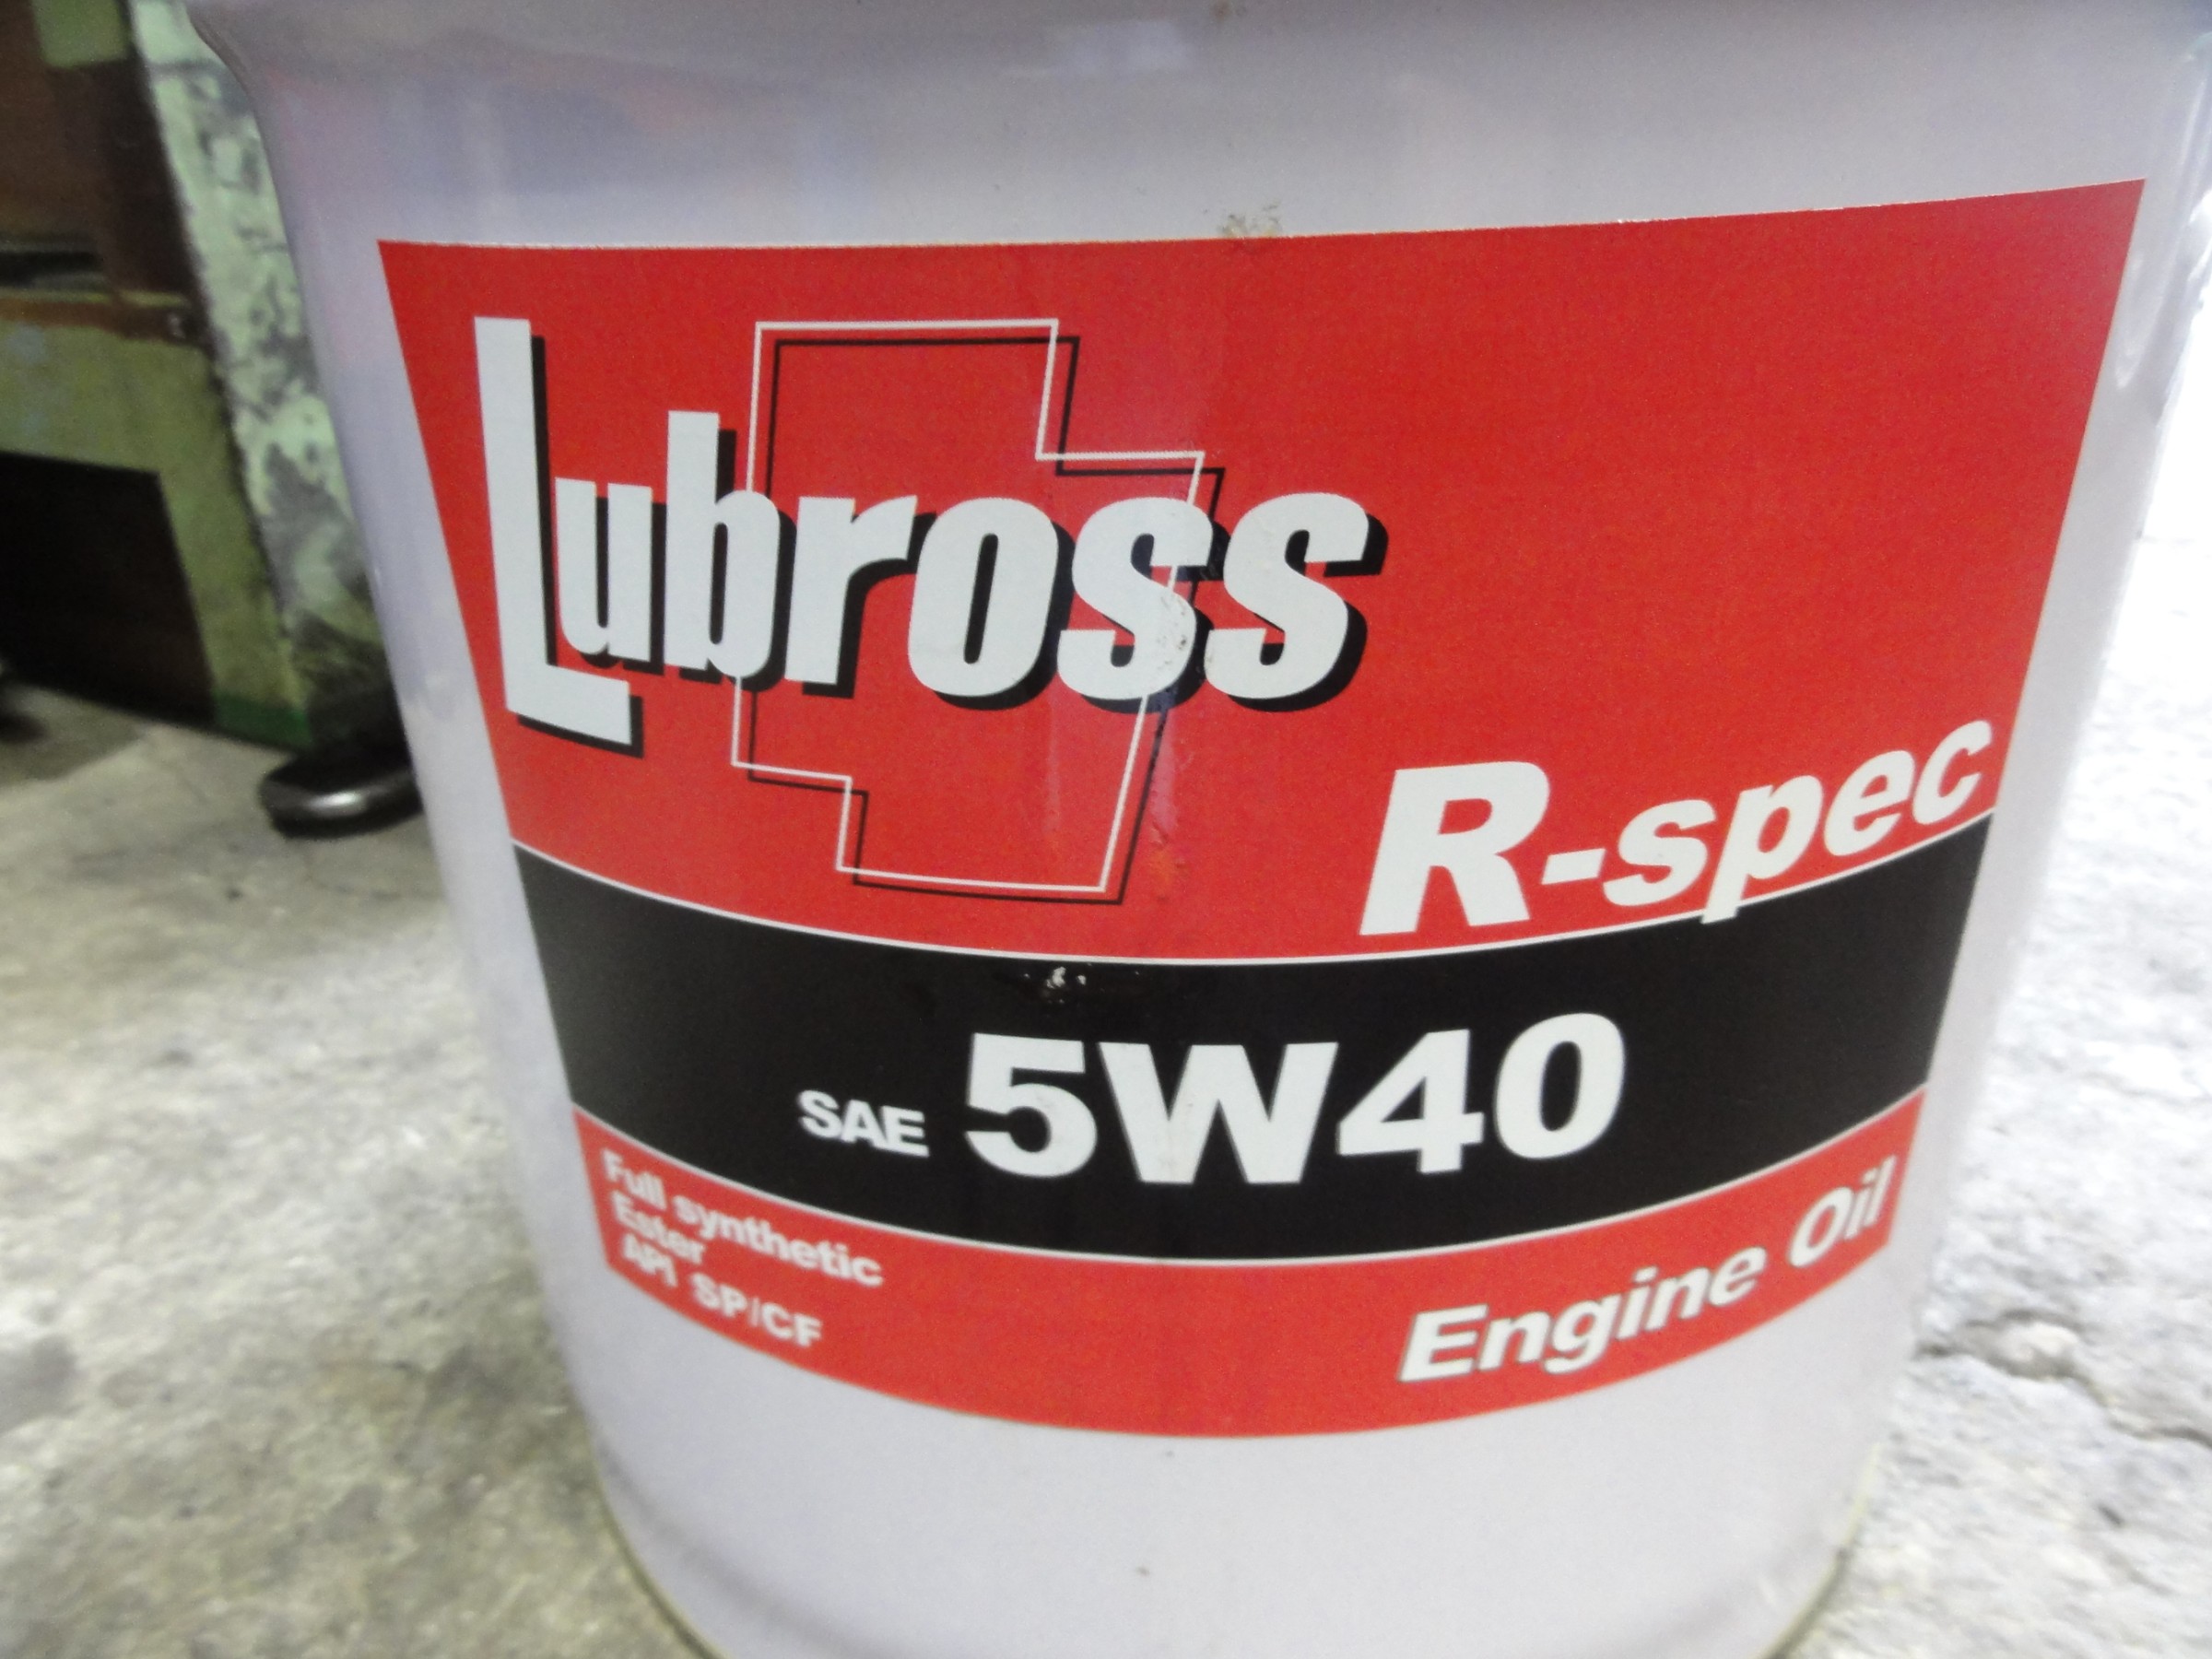 Lubross
R-spec
SAE 5W40
Full synthetic
Ester
API SP/CF
Engine Oil